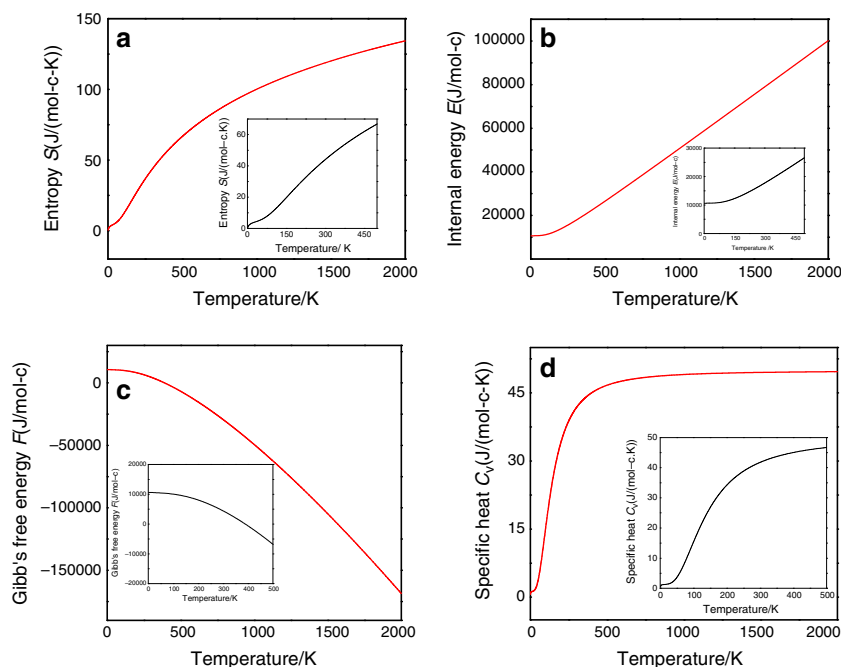 a
Entropy S(J/(mol-c-K))
150
100
50
0
0 500 1000 1500 2000
Temperature/K
Entropy S(J/(mol–c.K))
60
40
20
0
150 300 450
Temperature/ K
b
Internal energy E(J/mol-c)
100000
80000
60000
40000
20000
0 500 1000 1500 2000
Temperature/K
Internal energy E(J/mol-c)
30000
20000
10000
0
0 150 300 450
Temperature /K
c
Gibb's free energy F(J/mol-c)
0
−50000
−100000
−150000
0 500 1000 1500 2000
Temperature/K
Gibb's free energy F(J/mol–c)
20000
10000
0
−10000
−20000
0 100 200 300 400 500
Temperature/K
d
Specific heat Cv(J/(mol-c-K))
45
30
15
0
0 500 1000 1500 2000
Temperature/K
Specific heat Cv(J/(mol–c.K))
50
40
30
20
10
0
0 100 200 300 400 500
Temperature/K